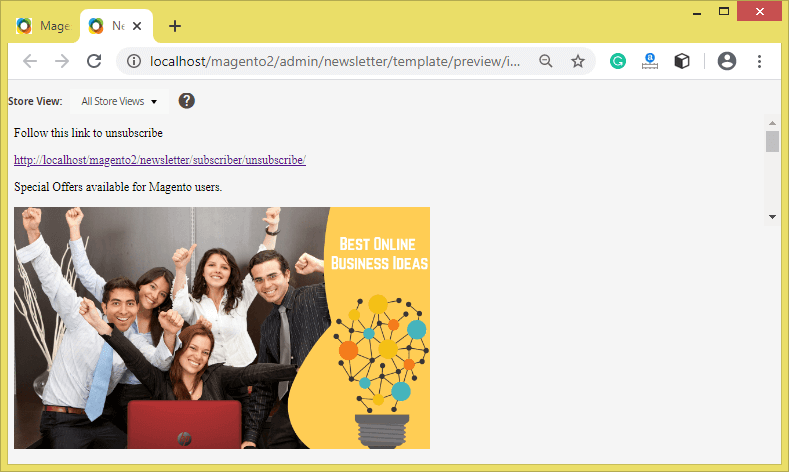 Mage
Ne
localhost/magento2/admin/newsletter/template/preview/i...
Store View: All Store Views
Follow this link to unsubscribe
http://localhost/magento2/newsletter/subscriber/unsubscribe/
Special Offers available for Magento users.
Best Online
Business Ideas
hp